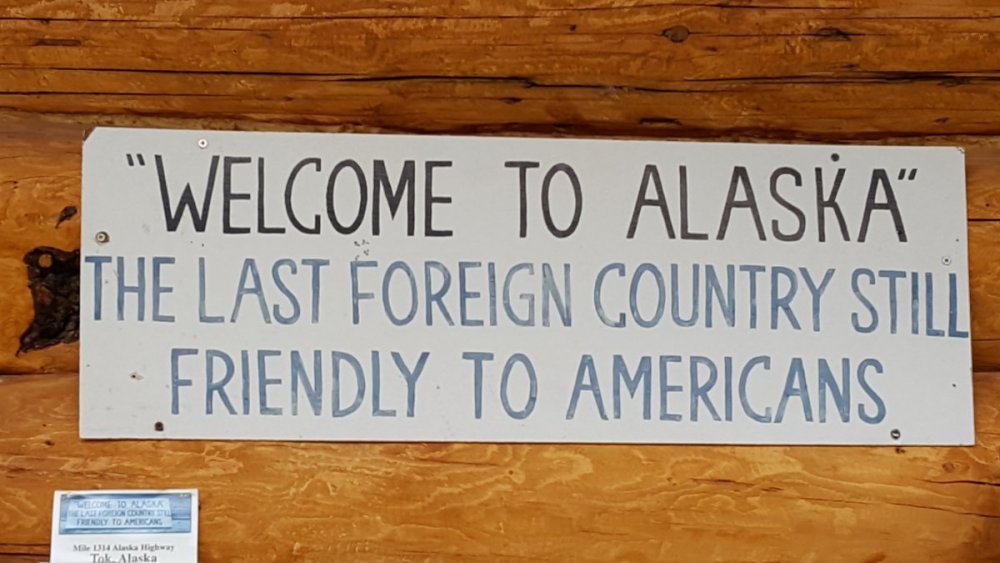 "WELCOME TO ALASKA"
THE LAST FOREIGN COUNTRY STILL
FRIENDLY TO AMERICANS
WELCOME TO ALASKA
THE LAST FOREIGN COUNTRY STILL
FRIENDLY TO AMERICANS
Mile 1314 Alaska Highway
Tok, Alaska